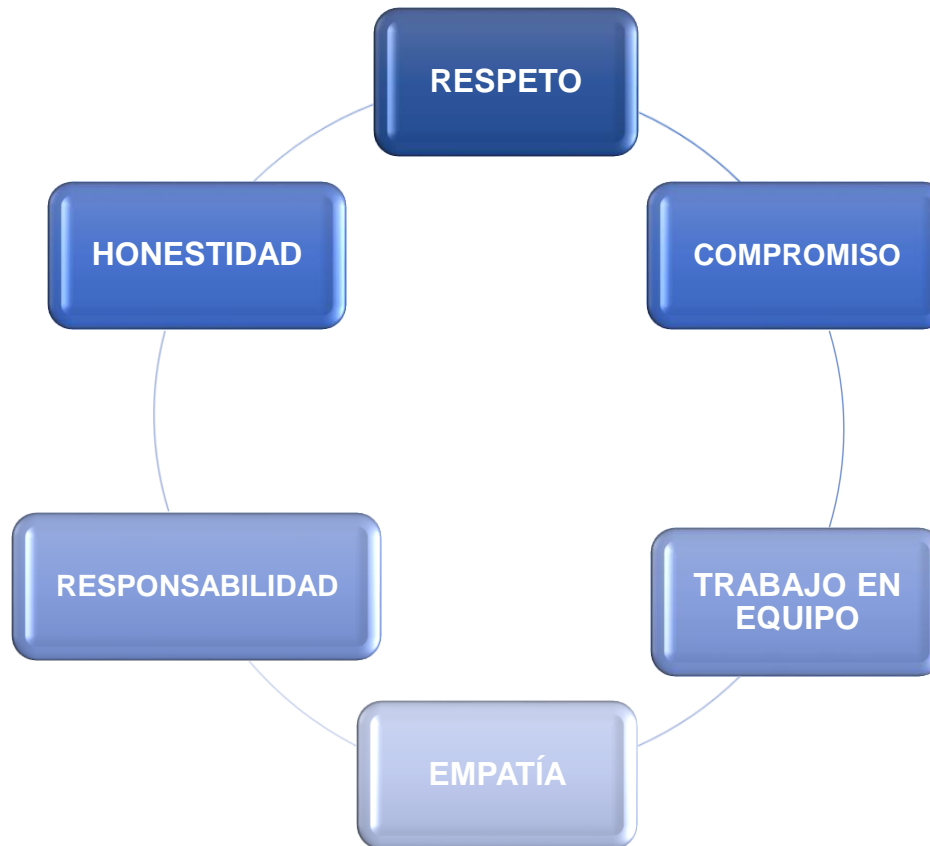 RESPETO
HONESTIDAD
COMPROMISO
RESPONSABILIDAD
TRABAJO EN
EQUIPO
EMPATÍA